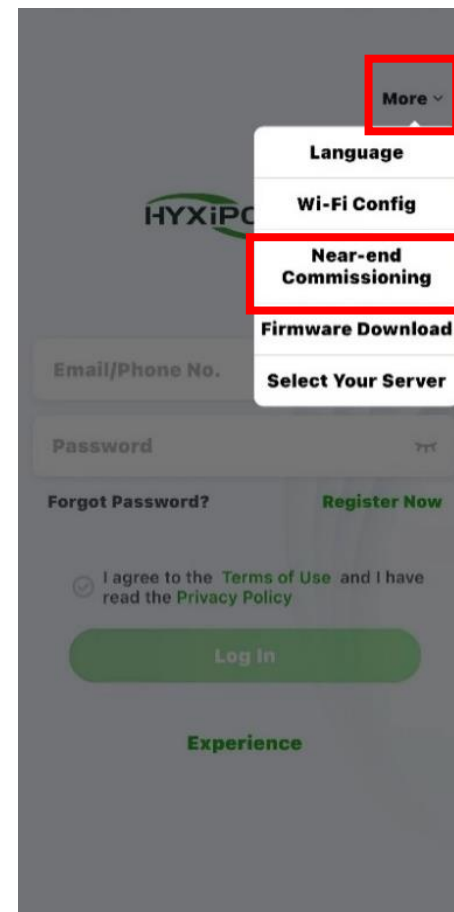 More
Language
Wi-Fi Config
Near-end
Commissioning
Firmware Download
Select Your Server
Email/Phone No.
Password
Forgot Password?
Register Now
I agree to the Terms of Use and I have
read the Privacy Policy
Log In
Experience